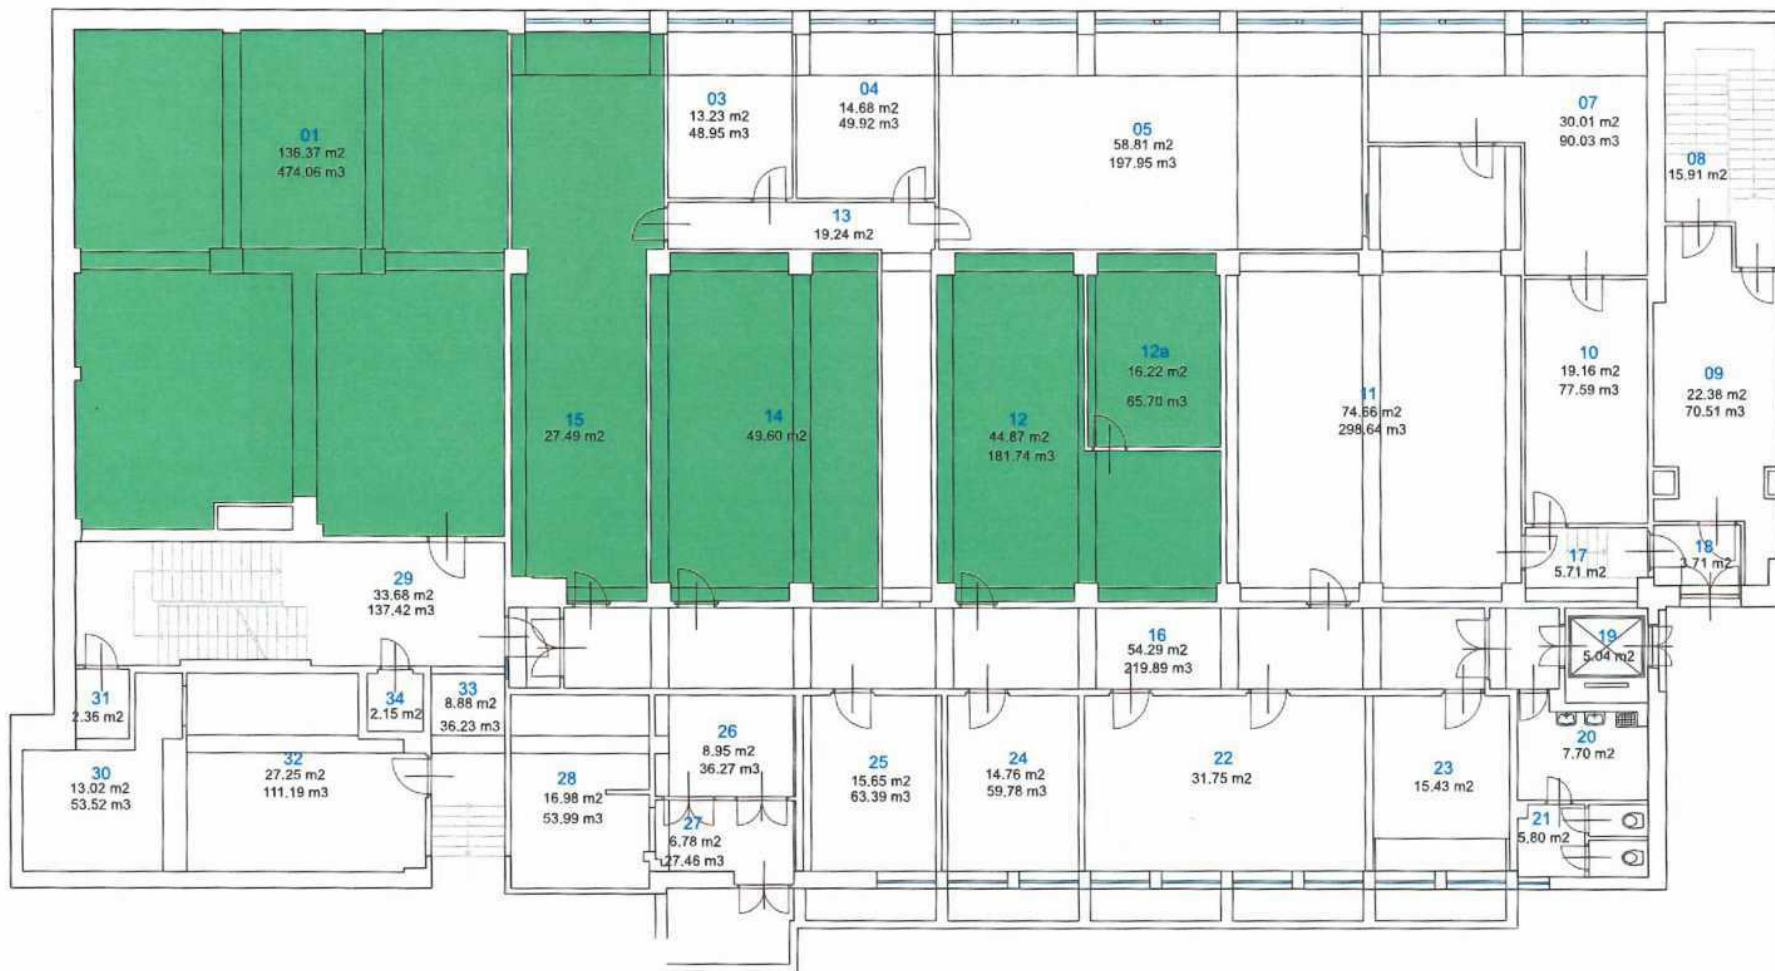 01
136.37 m2
474.06 m3
03
13.23 m2
48.95 m3
04
14.68 m2
49.92 m3
05
58.81 m2
197.95 m3
07
30.01 m2
90.03 m3
08
15.91 m2
13
19.24 m2
15
27.49 m2
14
49.60 m2
12
44.87 m2
181.74 m3
12a
16.22 m2
65.70 m3
11
74.66 m2
298.64 m3
10
19.16 m2
77.59 m3
09
22.38 m2
70.51 m3
17
5.71 m2
18
3.71 m2
29
33.68 m2
137.42 m3
16
54.29 m2
219.89 m3
19
5.04 m2
31
2.36 m2
34
2.15 m2
33
8.88 m2
36.23 m3
30
13.02 m2
53.52 m3
32
27.25 m2
111.19 m3
28
16.98 m2
53.99 m3
26
8.95 m2
36.27 m3
27
6.78 m2
27.46 m3
25
15.65 m2
63.39 m3
24
14.76 m2
59.78 m3
22
31.75 m2
23
15.43 m2
20
7.70 m2
21
5.80 m2